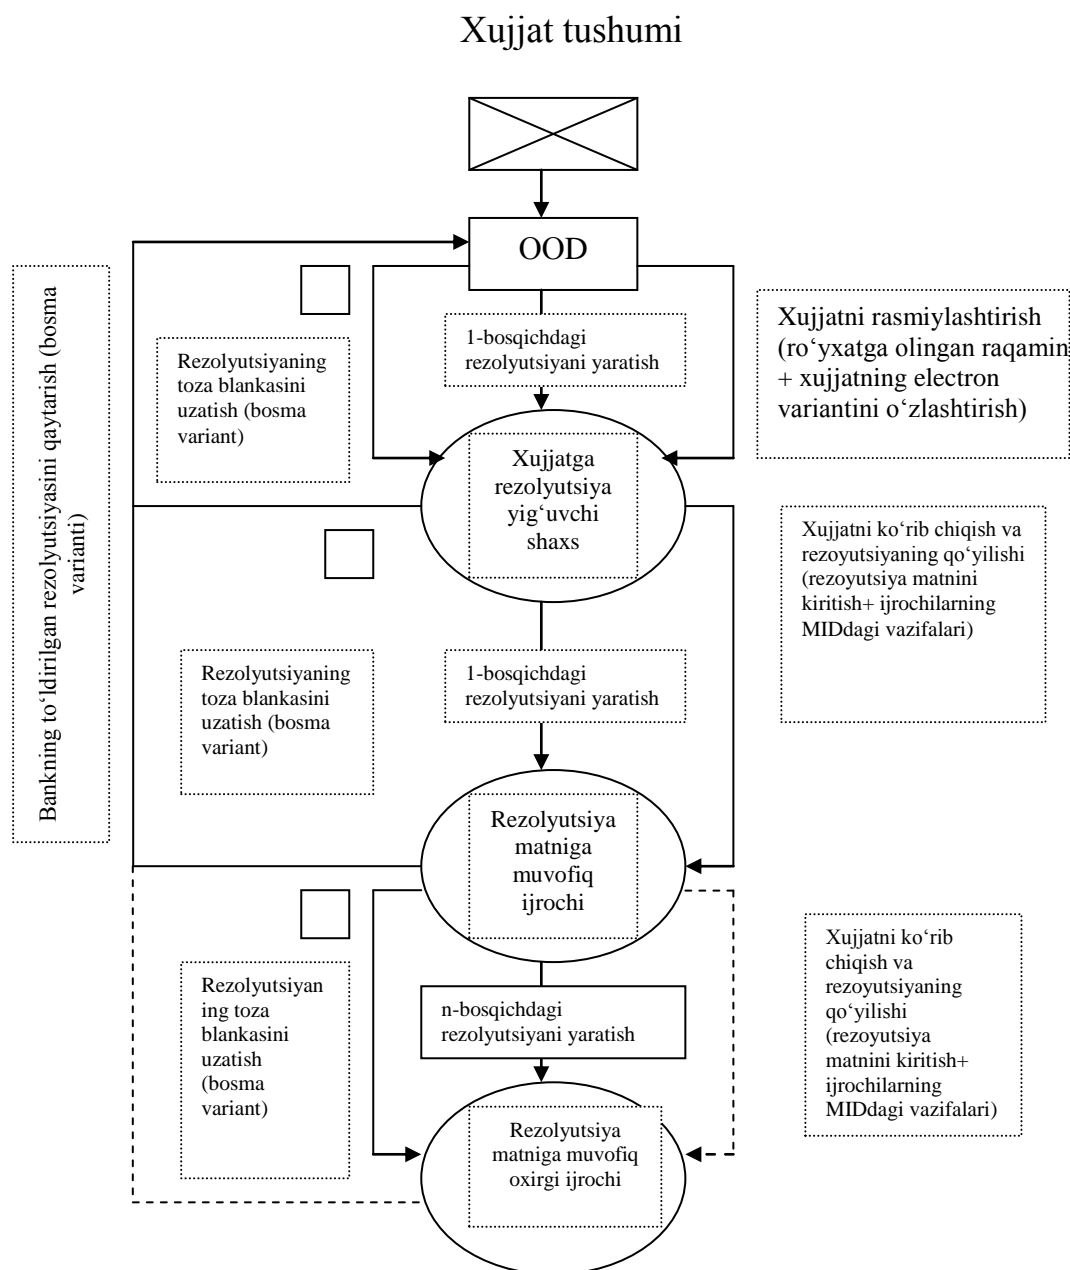 Xujjat tushumi
OOD
Bankning to‘ldirilgan rezolyutsiyasini qaytarish (bosma
varianti)
Rezolyutsiyaning
toza blankasini
uzatish (bosma
variant)
1-bosqichdagi
rezolyutsiyani yaratish
Xujjatni rasmiylashtirish
(ro‘yxatga olingan raqamin
+ xujjatning electron
variantini o‘zlashtirish)
Xujjatga
rezolyutsiya
yig‘uvchi
shaxs
Xujjatni ko‘rib chiqish va
rezoyutsiyaning qo‘yilishi
(rezoyutsiya matnini
kiritish+ ijrochilarning
MIDdagi vazifalari)
Rezolyutsiyaning
toza blankasini
uzatish (bosma
variant)
1-bosqichdagi
rezolyutsiyani yaratish
Rezolyutsiya
matniga
muvofiq
ijrochi
Rezolyutsiyan
ing toza
blankasini
uzatish
(bosma
variant)
n-bosqichdagi
rezolyutsiyani yaratish
Xujjatni ko‘rib
chiqish va
rezoyutsiyaning
qo‘yilishi
(rezoyutsiya
matnini kiritish+
ijrochilarning
MIDdagi vazifalari)
Rezolyutsiya
matniga muvofiq
oxirgi ijrochi